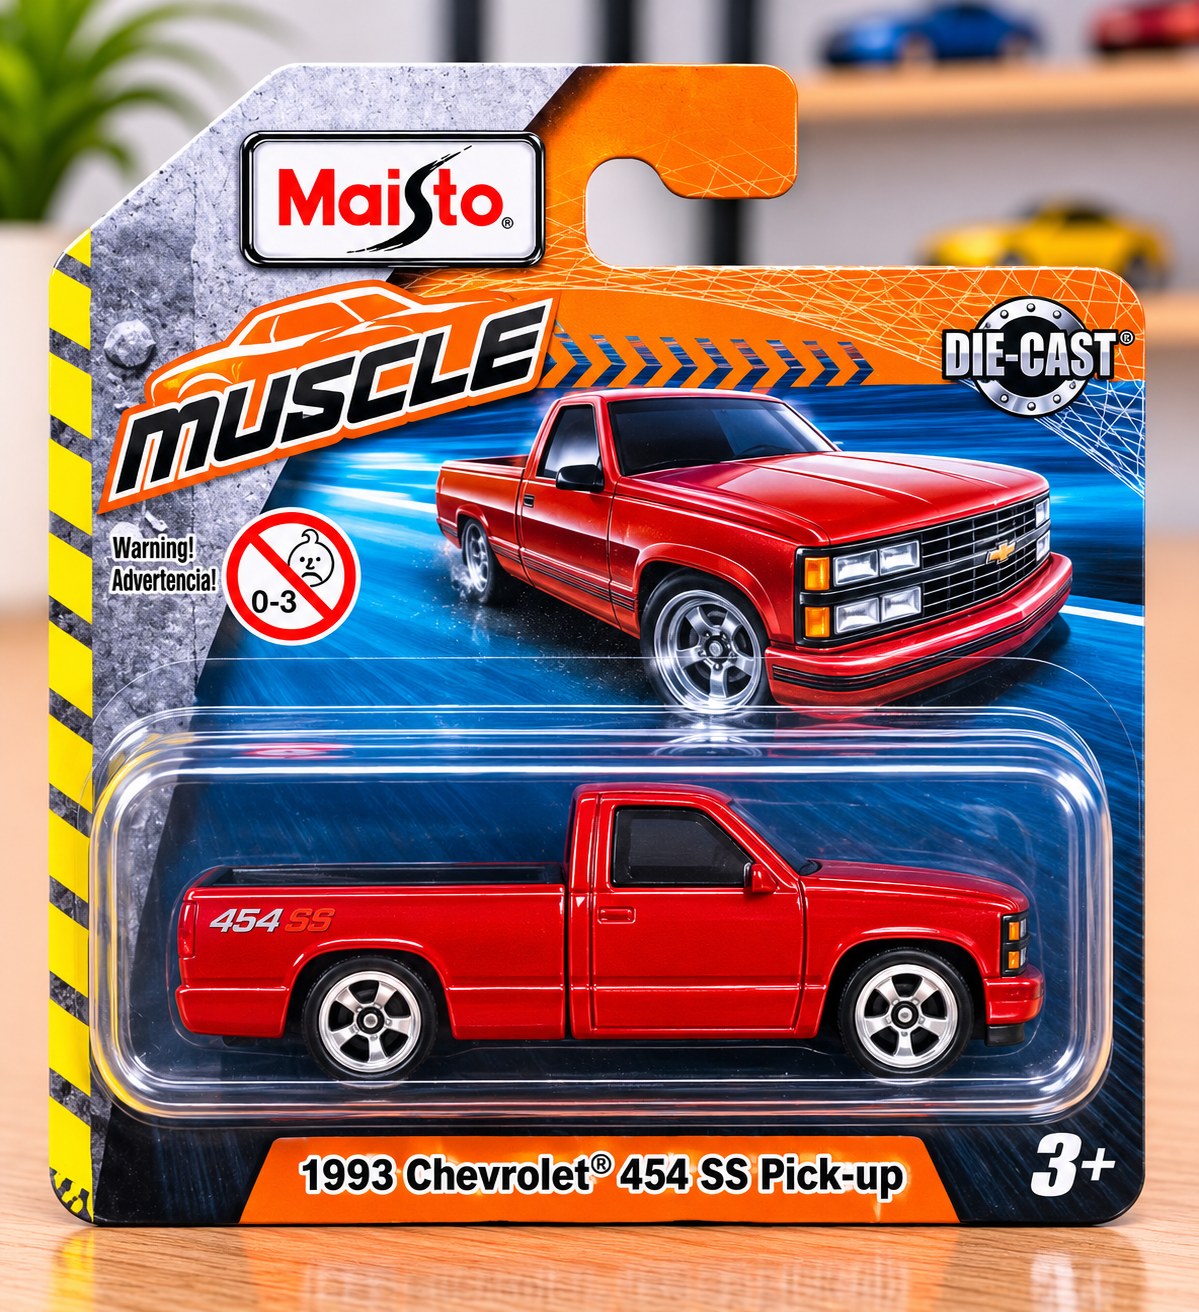 Maisto®
MUSCLE
DIE-CAST®
Warning!
Advertencia!
0-3
454 SS
1993 Chevrolet® 454 SS Pick-up
3+